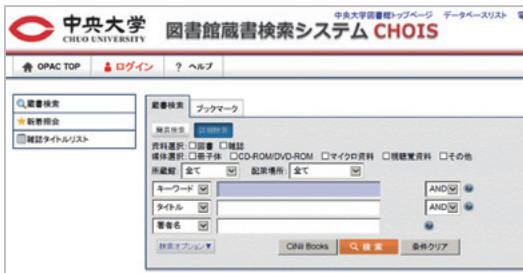 中央大学図書館トップページ データベースリスト
中央大学 図書館蔵書検索システム CHOIS
CHUO UNIVERSITY
OPAC TOP ログイン ? ヘルプ
蔵書検索
新着照会
雑誌タイトルリスト
蔵書検索 ブックマーク
簡易検索 詳細検索
資料選択: □図書 □雑誌
媒体選択: □冊子体 □CD-ROM/DVD-ROM □マイクロ資料 □視聴覚資料 □その他
所蔵館: 全て 配架場所: 全て
キーワード AND
タイトル AND
著者名
検索オプション▼ CiNii Books 検索 条件クリア